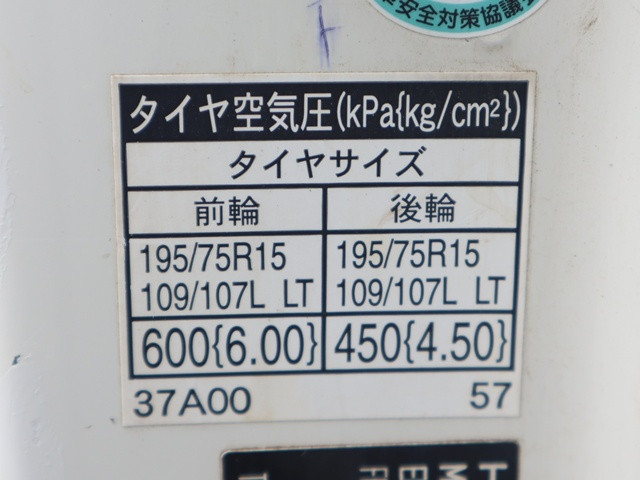 安全対策協議
タイヤ空気圧(kPa{kg/cm²})
タイヤサイズ
前輪 後輪
195/75R15 195/75R15
109/107L LT 109/107L LT
600{6.00} 450{4.50}
37A00 57